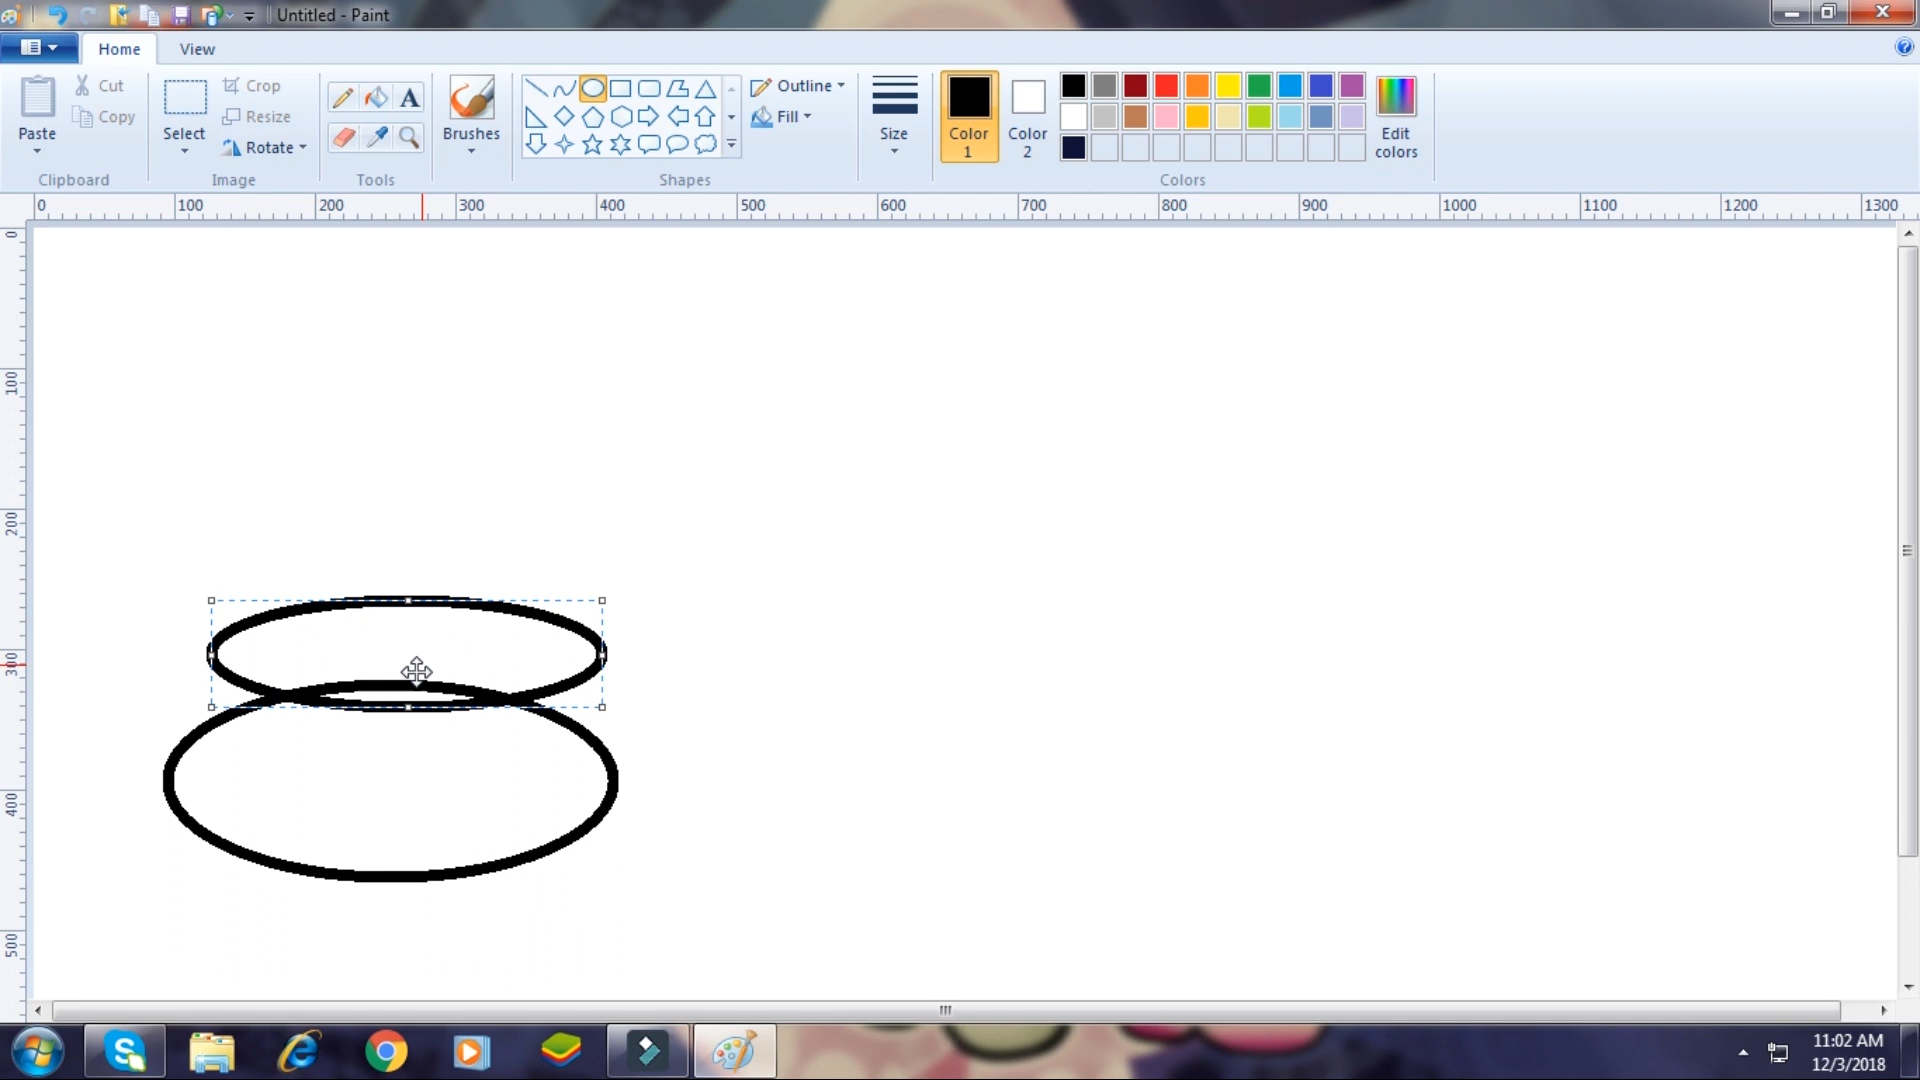 Untitled - Paint
Home View
Paste
Cut
Copy
Clipboard
Select
Crop
Resize
Rotate
Image
Tools
Brushes
Shapes
Outline
Fill
Size
Color 1
Color 2
Edit colors
Colors
0 100 200 300 400 500 600 700 800 900 1000 1100 1200 1300
0
100
200
300
400
500
11:02 AM
12/3/2018